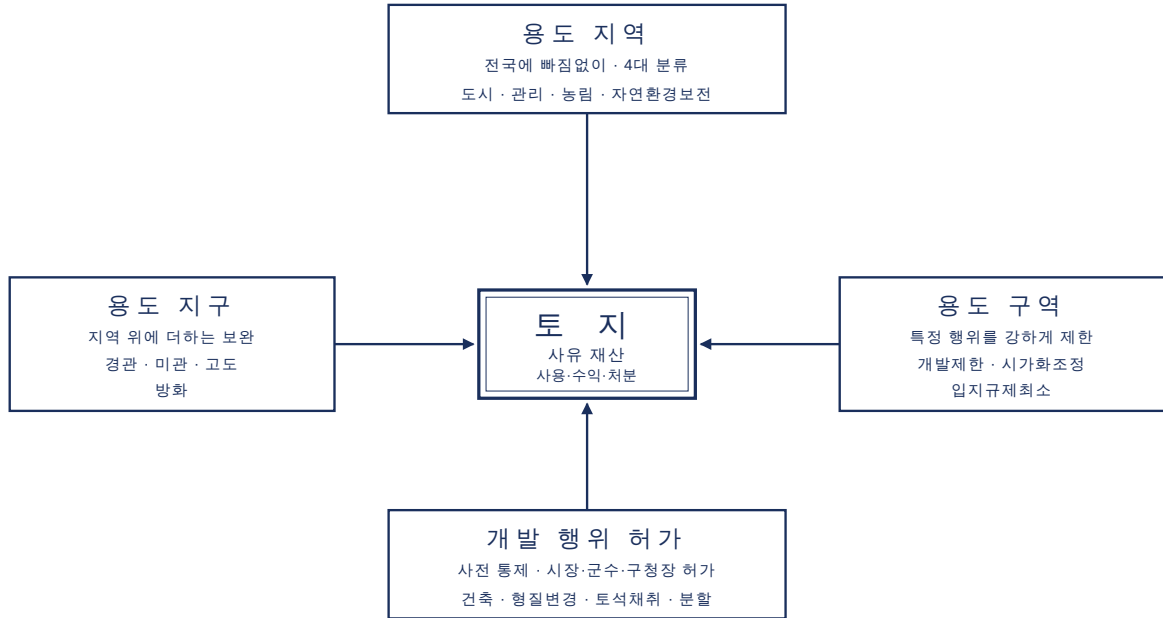 용도 지역
전국에 빠짐없이 · 4대 분류
도시 · 관리 · 농림 · 자연환경보전
용도 지구
지역 위에 더하는 보완
경관 · 미관 · 고도
방화
토 지
사유 재산
사용·수익·처분
용도 구역
특정 행위를 강하게 제한
개발제한 · 시가화조정
입지규제최소
개발 행위 허가
사전 통제 · 시장·군수·구청장 허가
건축 · 형질변경 · 토석채취 · 분할